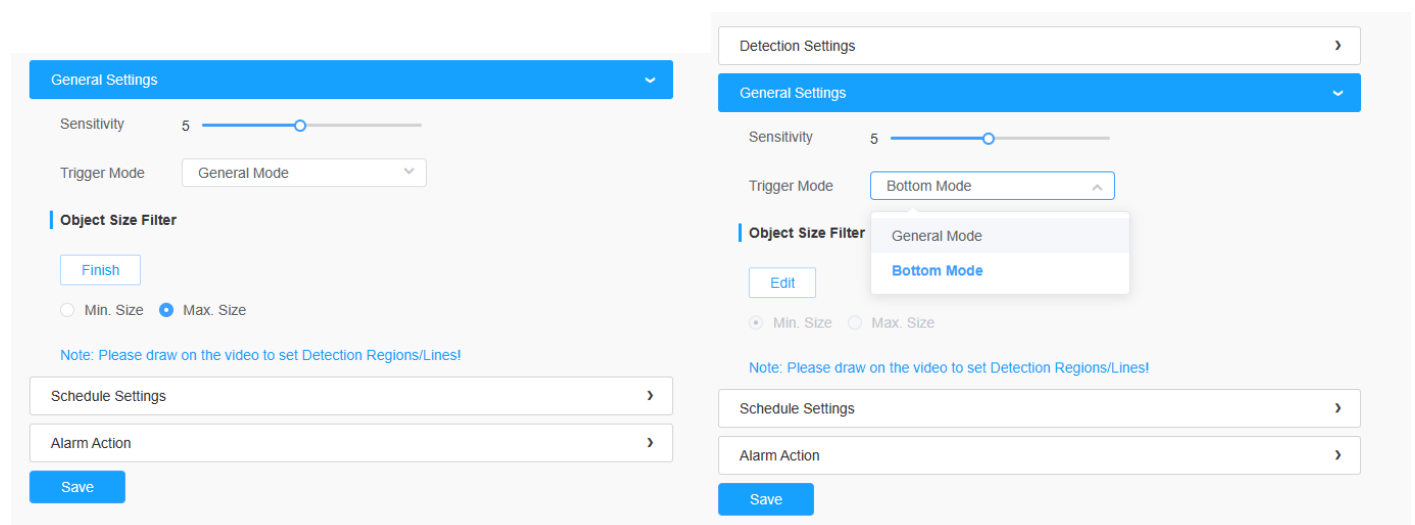 General Settings
Sensitivity 5
Trigger Mode General Mode
Object Size Filter
Finish
Min. Size Max. Size
Note: Please draw on the video to set Detection Regions/Lines!
Schedule Settings
Alarm Action
Save
Detection Settings
General Settings
Sensitivity 5
Trigger Mode Bottom Mode
Object Size Filter
General Mode
Bottom Mode
Edit
Min. Size Max. Size
Note: Please draw on the video to set Detection Regions/Lines!
Schedule Settings
Alarm Action
Save